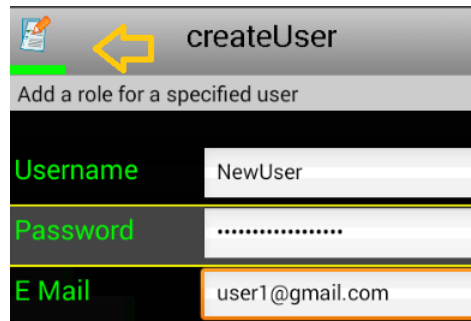 createUser
Add a role for a specified user
Username NewUser
Password ••••••••••••••••••
E Mail user1@gmail.com